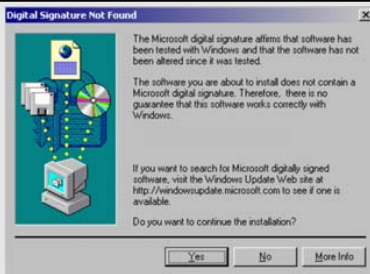 Digital Signature Not Found
The Microsoft digital signature affirms that software has
been tested with Windows and that the software has not
been altered since it was tested.
The software you are about to install does not contain a
Microsoft digital signature. Therefore, there is no
guarantee that this software works correctly with
Windows.
If you want to search for Microsoft digitally signed
software, visit the Windows Update Web site at
http://windowsupdate.microsoft.com to see if one is
available.
Do you want to continue the installation?
Yes No More Info